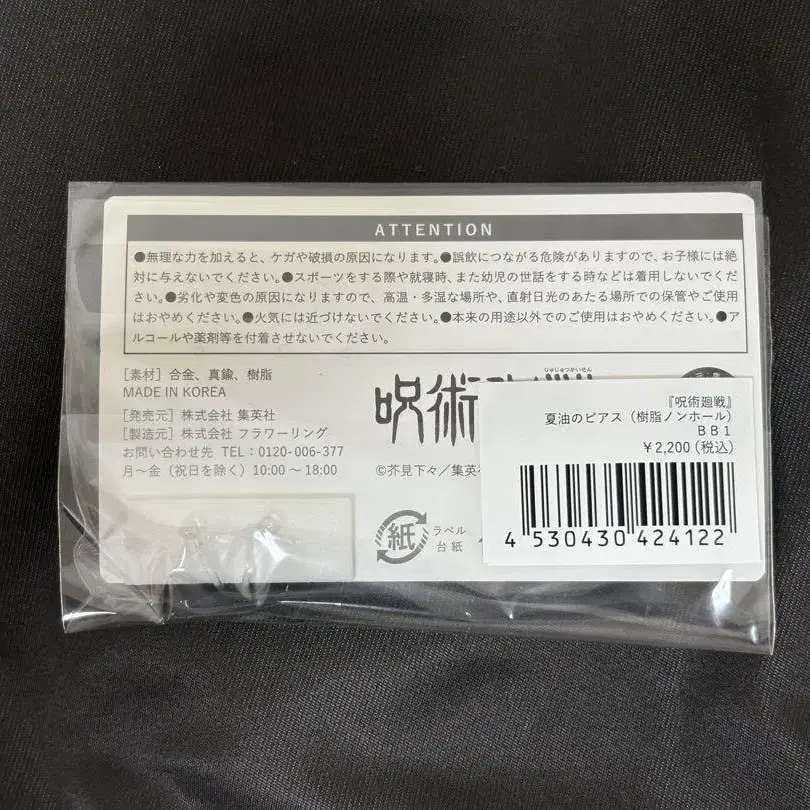 ATTENTION
●無理な力を加えると、ケガや破損の原因になります。●誤飲につながる危険がありますので、お子様には絶
対に与えないでください。●スポーツをする際や就寝時、また幼児の世話をする時などは着用しないでくだ
さい。●劣化や変色の原因になりますので、高温・多湿な場所や、直射日光のあたる場所での保管やご使用
はおやめください。●火気には近づけないでください。●本来の用途以外でのご使用はおやめください。●ア
ルコールや薬剤等を付着させないでください。
[素材] 合金、真鍮、樹脂
MADE IN KOREA
[発売元] 株式会社 集英社
[製造元] 株式会社 フラワーリング
お問い合わせ先 TEL:0120-006-377
月~金(祝日を除く)10:00~18:00
じゅじゅつかいせん
呪術
©芥見下々/集英
紙
ラベル
台紙
『呪術廻戦』
夏油のピアス(樹脂ノンホール)
BB1
¥2,200(税込)
4 530430 424122